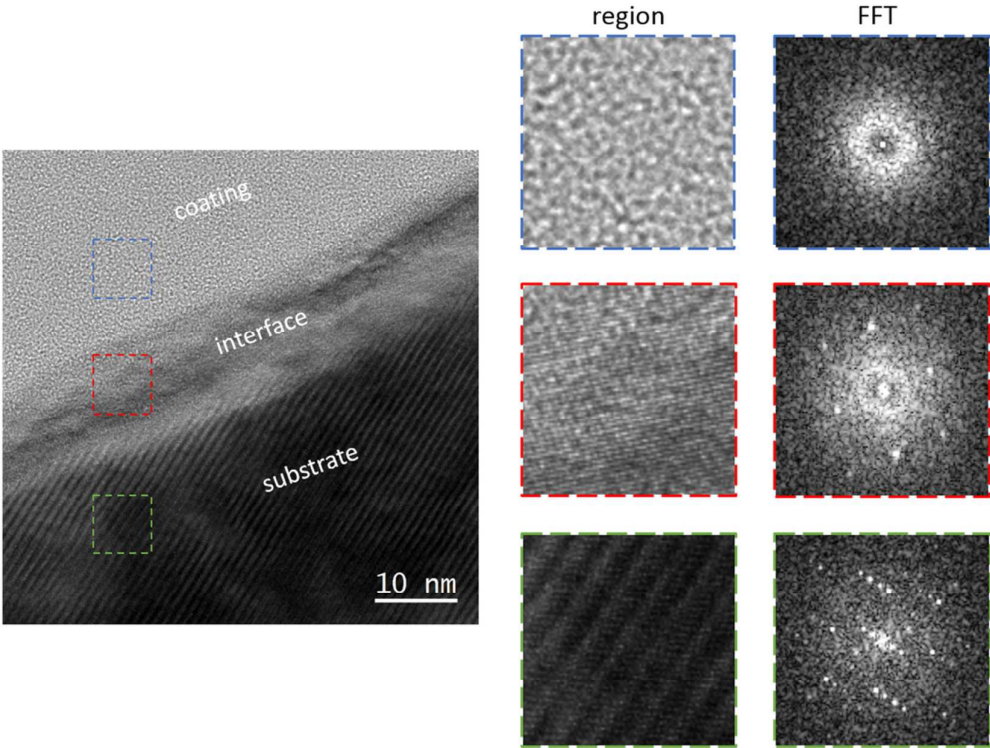 region
FFT
coating
interface
substrate
10 nm